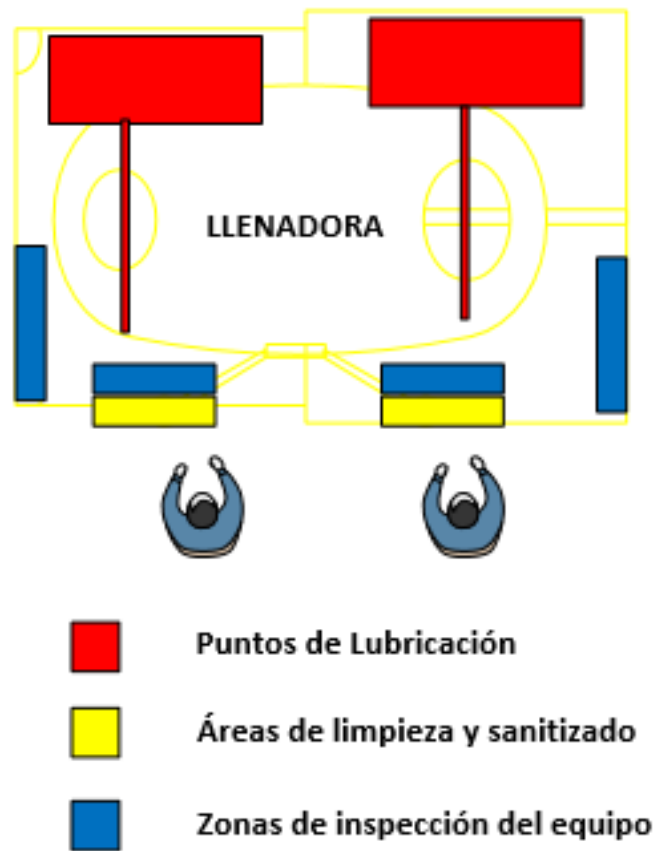 LLENADORA
Puntos de Lubricación
Áreas de limpieza y sanitizado
Zonas de inspección del equipo